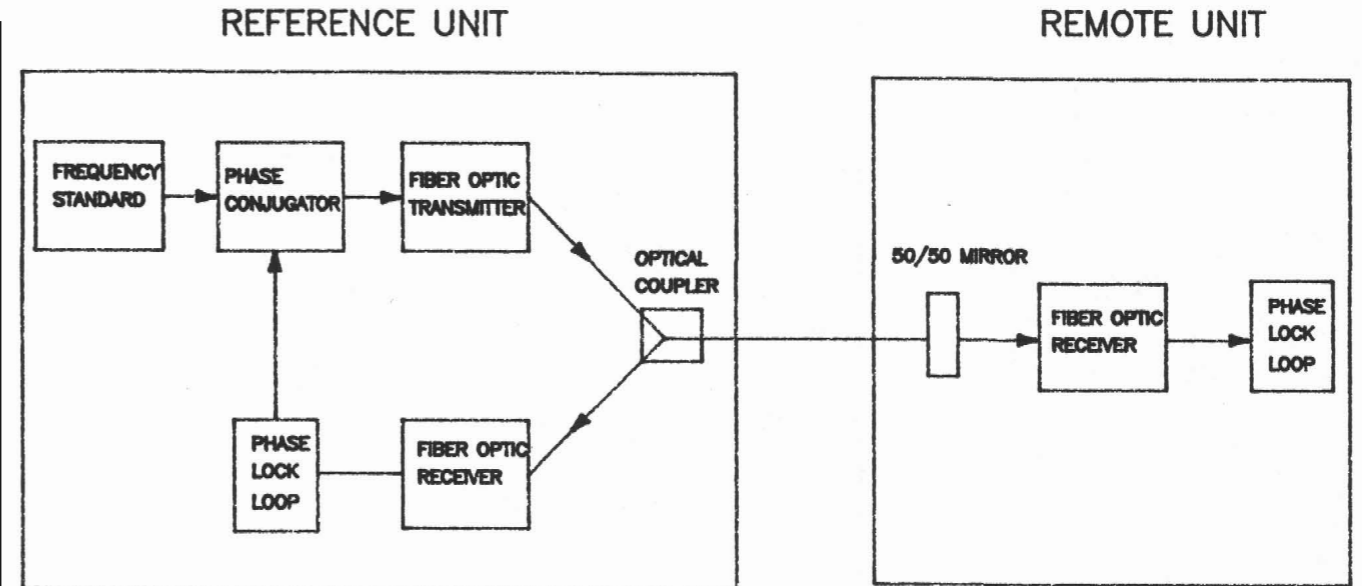 REFERENCE UNIT
REMOTE UNIT
FREQUENCY
STANDARD
PHASE
CONJUGATOR
FIBER OPTIC
TRANSMITTER
OPTICAL
COUPLER
PHASE
LOCK
LOOP
FIBER OPTIC
RECEIVER
50/50 MIRROR
FIBER OPTIC
RECEIVER
PHASE
LOCK
LOOP